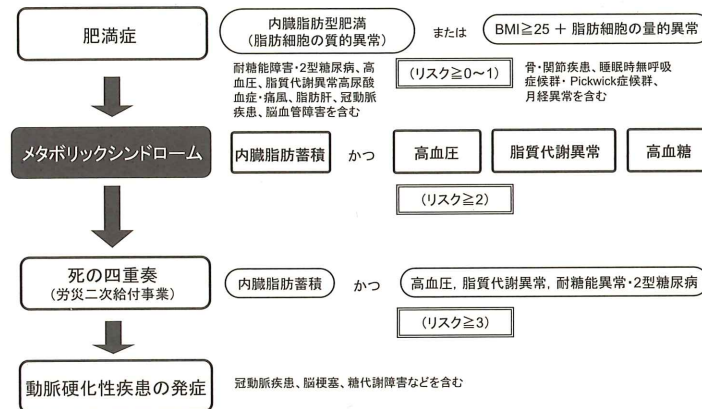 肥満症
内臓脂肪型肥満
(脂肪細胞の質的異常)
または
BMI≧25 + 脂肪細胞の量的異常
耐糖能障害・2型糖尿病、高
血圧、脂質代謝異常高尿酸
血症・痛風、脂肪肝、冠動脈
疾患、脳血管障害を含む
(リスク≧0～1)
骨・関節疾患、睡眠時無呼吸
症候群・Pickwick症候群、
月経異常を含む
メタボリックシンドローム
内臓脂肪蓄積
かつ
高血圧
脂質代謝異常
高血糖
(リスク≧2)
死の四重奏
(労災二次給付事業)
内臓脂肪蓄積
かつ
高血圧, 脂質代謝異常, 耐糖能異常・2型糖尿病
(リスク≧3)
動脈硬化性疾患の発症
冠動脈疾患、脳梗塞、糖代謝障害などを含む